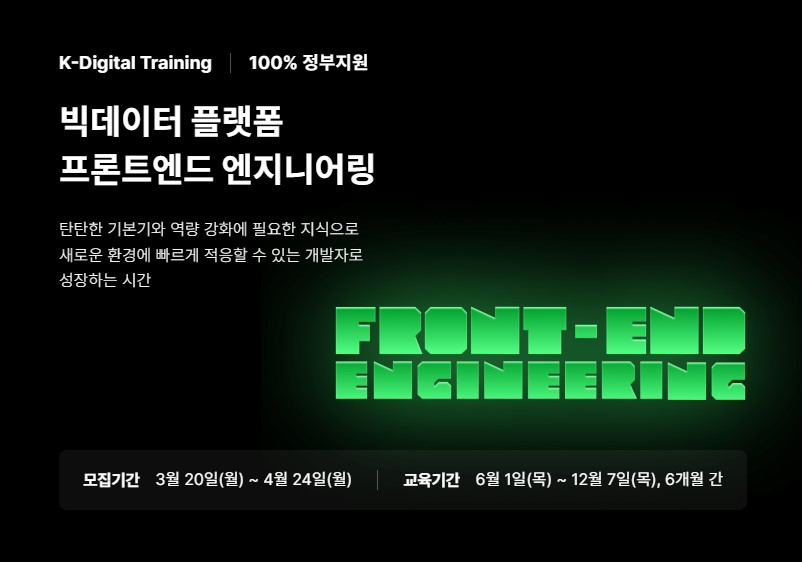 K-Digital Training | 100% 정부지원
빅데이터 플랫폼
프론트엔드 엔지니어링
탄탄한 기본기와 역량 강화에 필요한 지식으로
새로운 환경에 빠르게 적응할 수 있는 개발자로
성장하는 시간
FRONT-END
ENGINEERING
모집기간 3월 20일(월) ~ 4월 24일(월) | 교육기간 6월 1일(목) ~ 12월 7일(목), 6개월 간